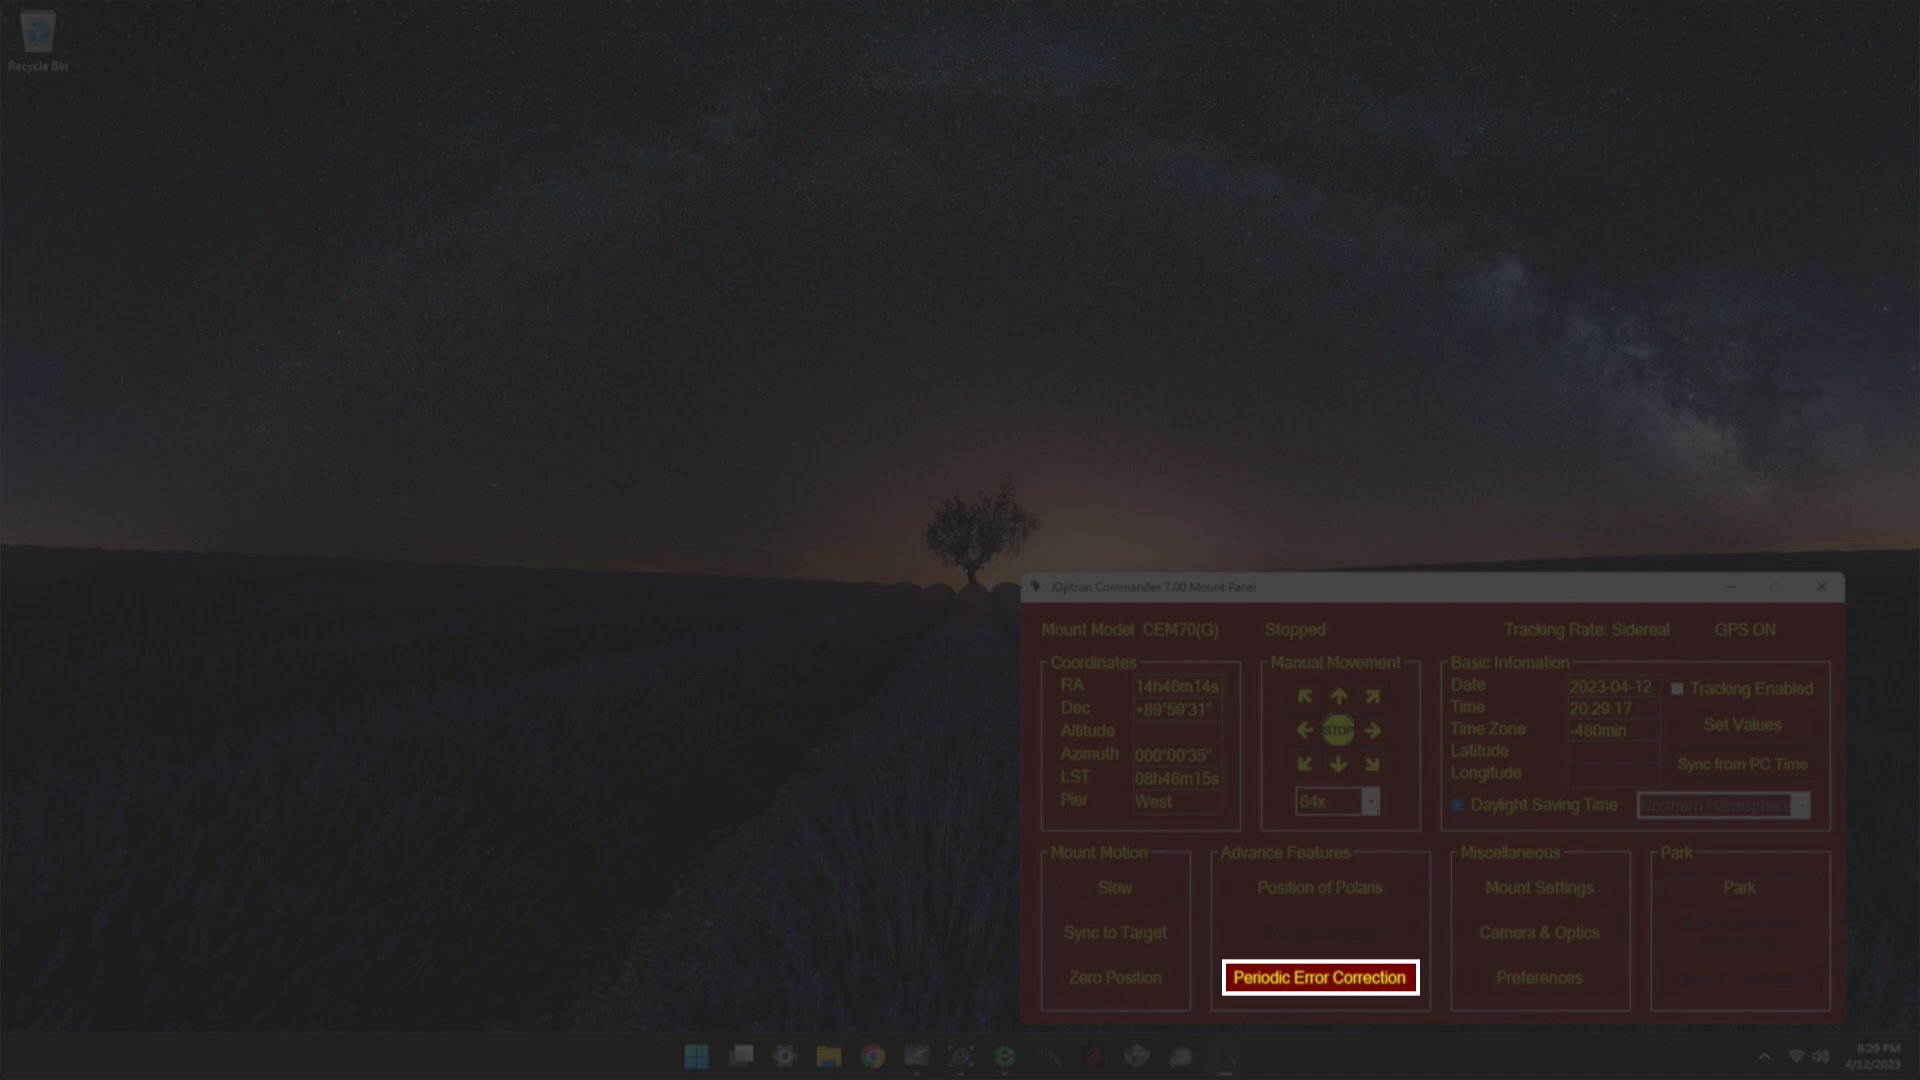 Recycle Bin
iOptron Commander 7.00 Mount Panel
Mount Model CEM70(G) Stopped Tracking Rate: Sidereal GPS ON
Coordinates
RA 14h46m14s
Dec +89°59'31"
Altitude
Azimuth 000°00'35"
LST 08h46m15s
Pier West
Manual Movement
STOP
64x
Basic Infomation
Date 2023-04-12
Time 20:29:17
Time Zone -480min
Latitude
Longitude
Tracking Enabled
Set Values
Sync from PC Time
Daylight Saving Time Northern Hemisphere
Mount Motion
Slew
Sync to Target
Zero Position
Advance Features
Position of Polaris
Periodic Error Correction
Miscellaneous
Mount Settings
Camera & Optics
Preferences
Park
Park
8:29 PM
4/12/2023